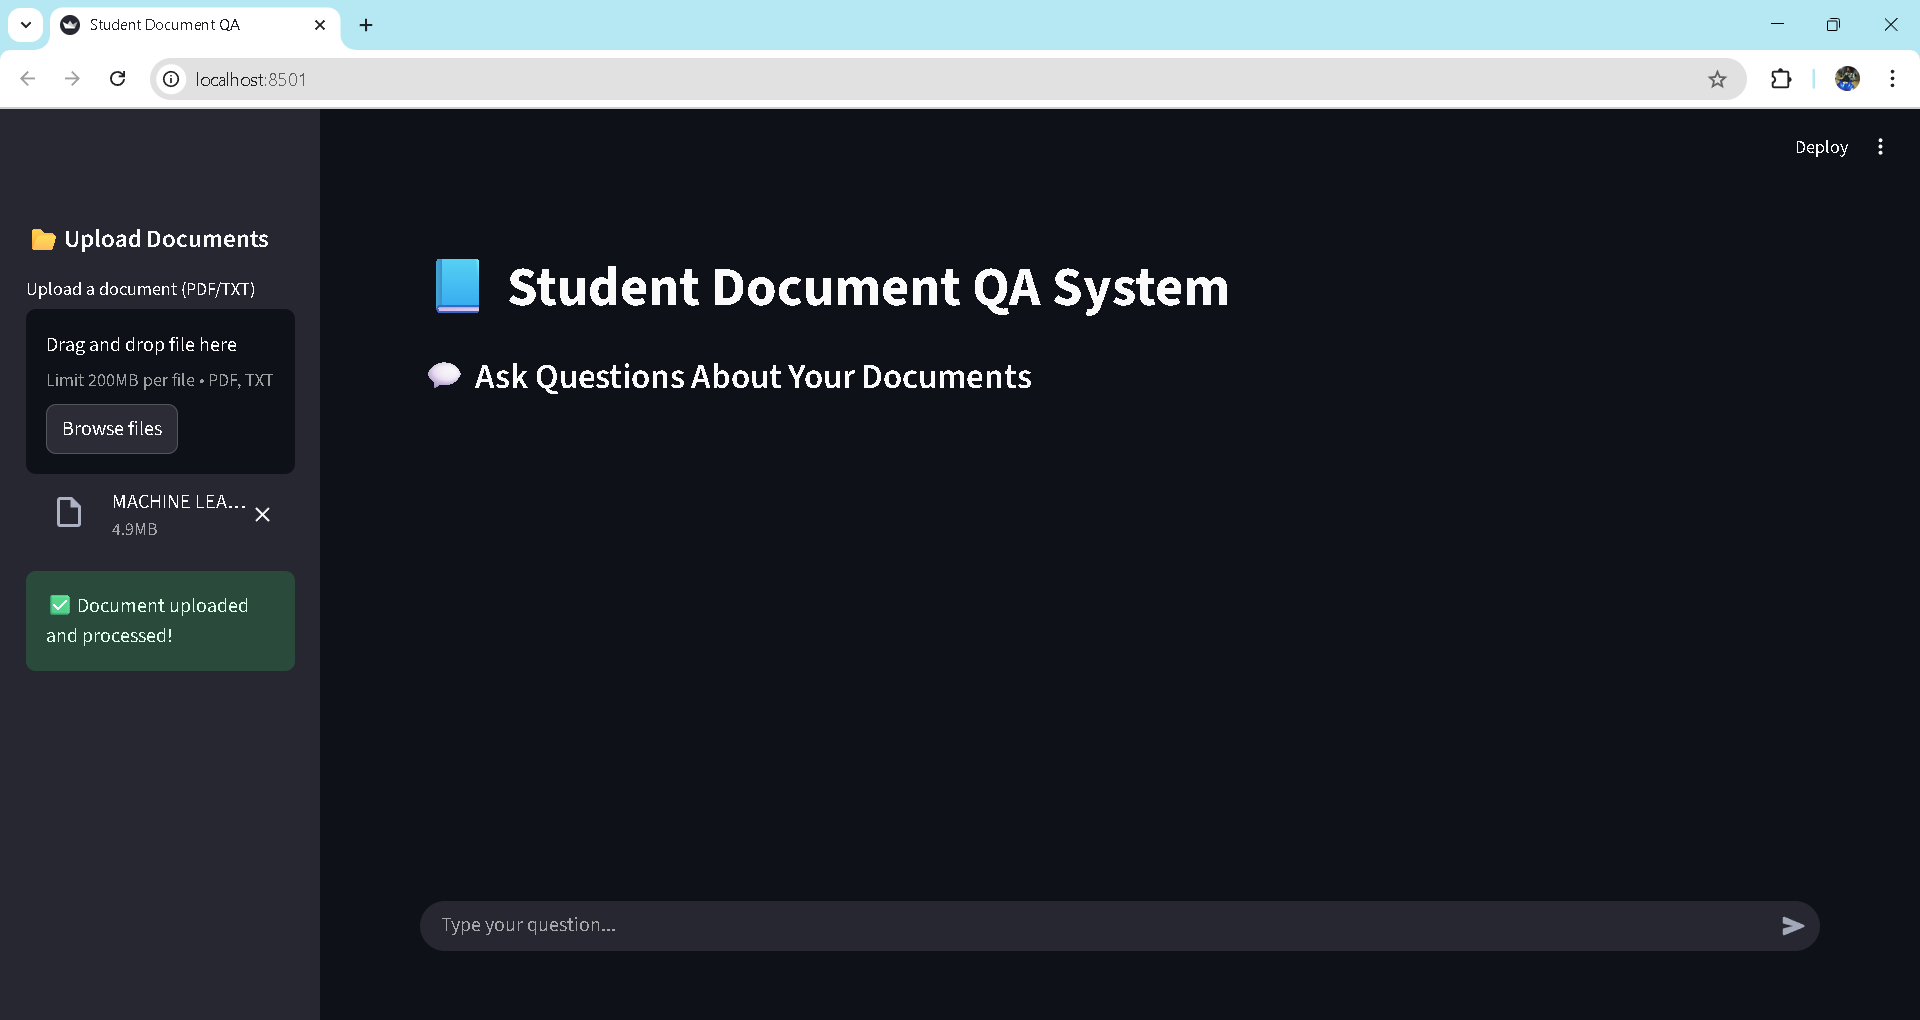 Student Document QA
localhost:8501
Deploy
Upload Documents
Upload a document (PDF/TXT)
Drag and drop file here
Limit 200MB per file • PDF, TXT
Browse files
MACHINE LEA...
4.9MB
Document uploaded
and processed!
Student Document QA System
Ask Questions About Your Documents
Type your question...